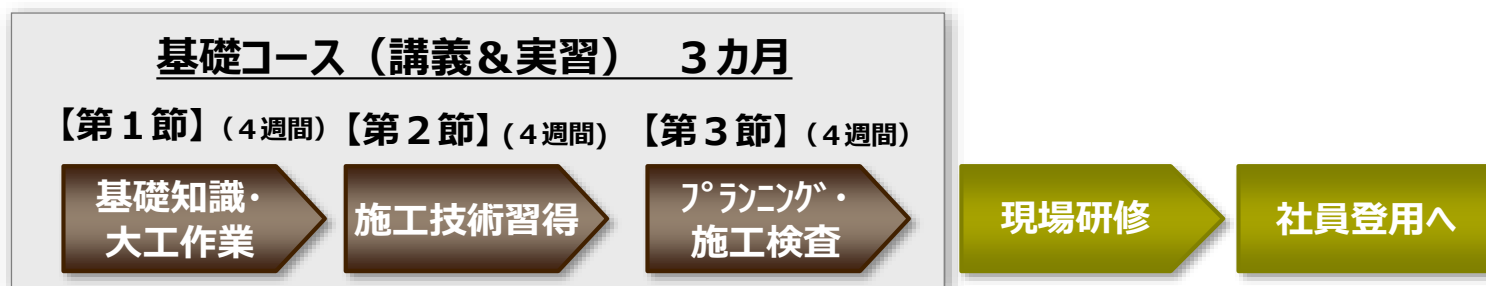 基礎コース（講義＆実習）　３カ月
【第１節】（４週間）【第２節】(４週間)　【第３節】（４週間）
基礎知識・
大工作業
施工技術習得
ﾌﾟﾗﾝﾆﾝｸﾞ・
施工検査
現場研修
社員登用へ